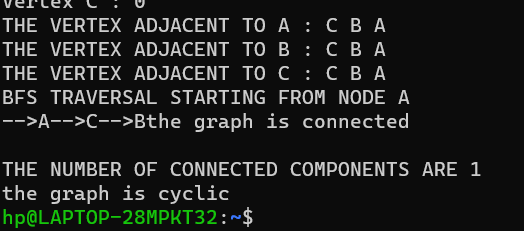 Vertex C : 0
THE VERTEX ADJACENT TO A : C B A
THE VERTEX ADJACENT TO B : C B A
THE VERTEX ADJACENT TO C : C B A
BFS TRAVERSAL STARTING FROM NODE A
-->A-->C-->Bthe graph is connected
THE NUMBER OF CONNECTED COMPONENTS ARE 1
the graph is cyclic
hp@LAPTOP-28MPKT32:~$